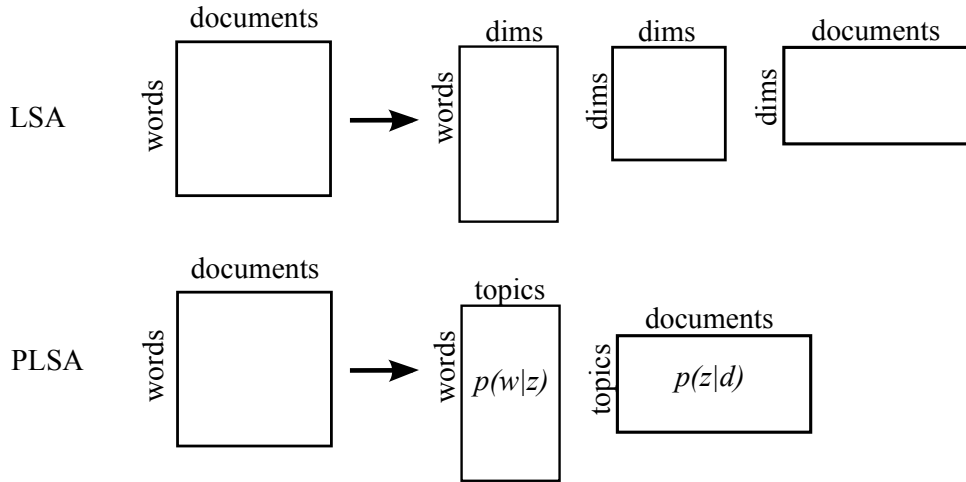 documents
dims
dims
documents
LSA
words
words
dims
dims
documents
topics
documents
PLSA
words
words
p(w|z)
topics
p(z|d)